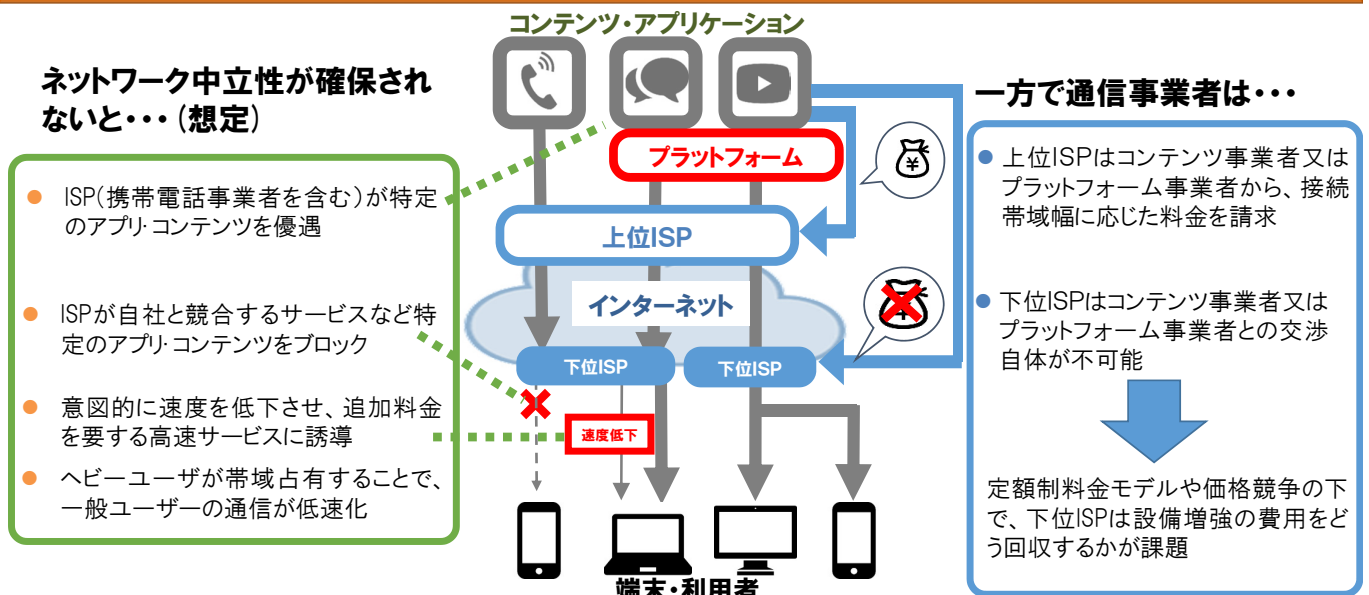 コンテンツ・アプリケーション
ネットワーク中立性が確保され
ないと・・・(想定)
ISP(携帯電話事業者を含む)が特定
のアプリ・コンテンツを優遇
ISPが自社と競合するサービスなど特
定のアプリ・コンテンツをブロック
意図的に速度を低下させ、追加料金
を要する高速サービスに誘導
ヘビーユーザが帯域占有することで、
一般ユーザーの通信が低速化
プラットフォーム
上位ISP
インターネット
下位ISP
下位ISP
速度低下
端末・利用者
¥
¥
一方で通信事業者は・・・
上位ISPはコンテンツ事業者又は
プラットフォーム事業者から、接続
帯域幅に応じた料金を請求
下位ISPはコンテンツ事業者又は
プラットフォーム事業者との交渉
自体が不可能
定額制料金モデルや価格競争の下
で、下位ISPは設備増強の費用をど
う回収するかが課題